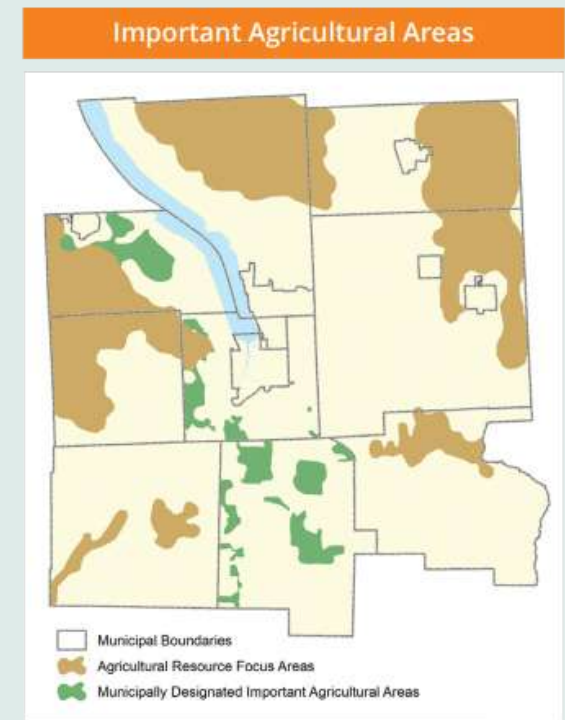 Important Agricultural Areas
Municipal Boundaries
Agricultural Resource Focus Areas
Municipally Designated Important Agricultural Areas